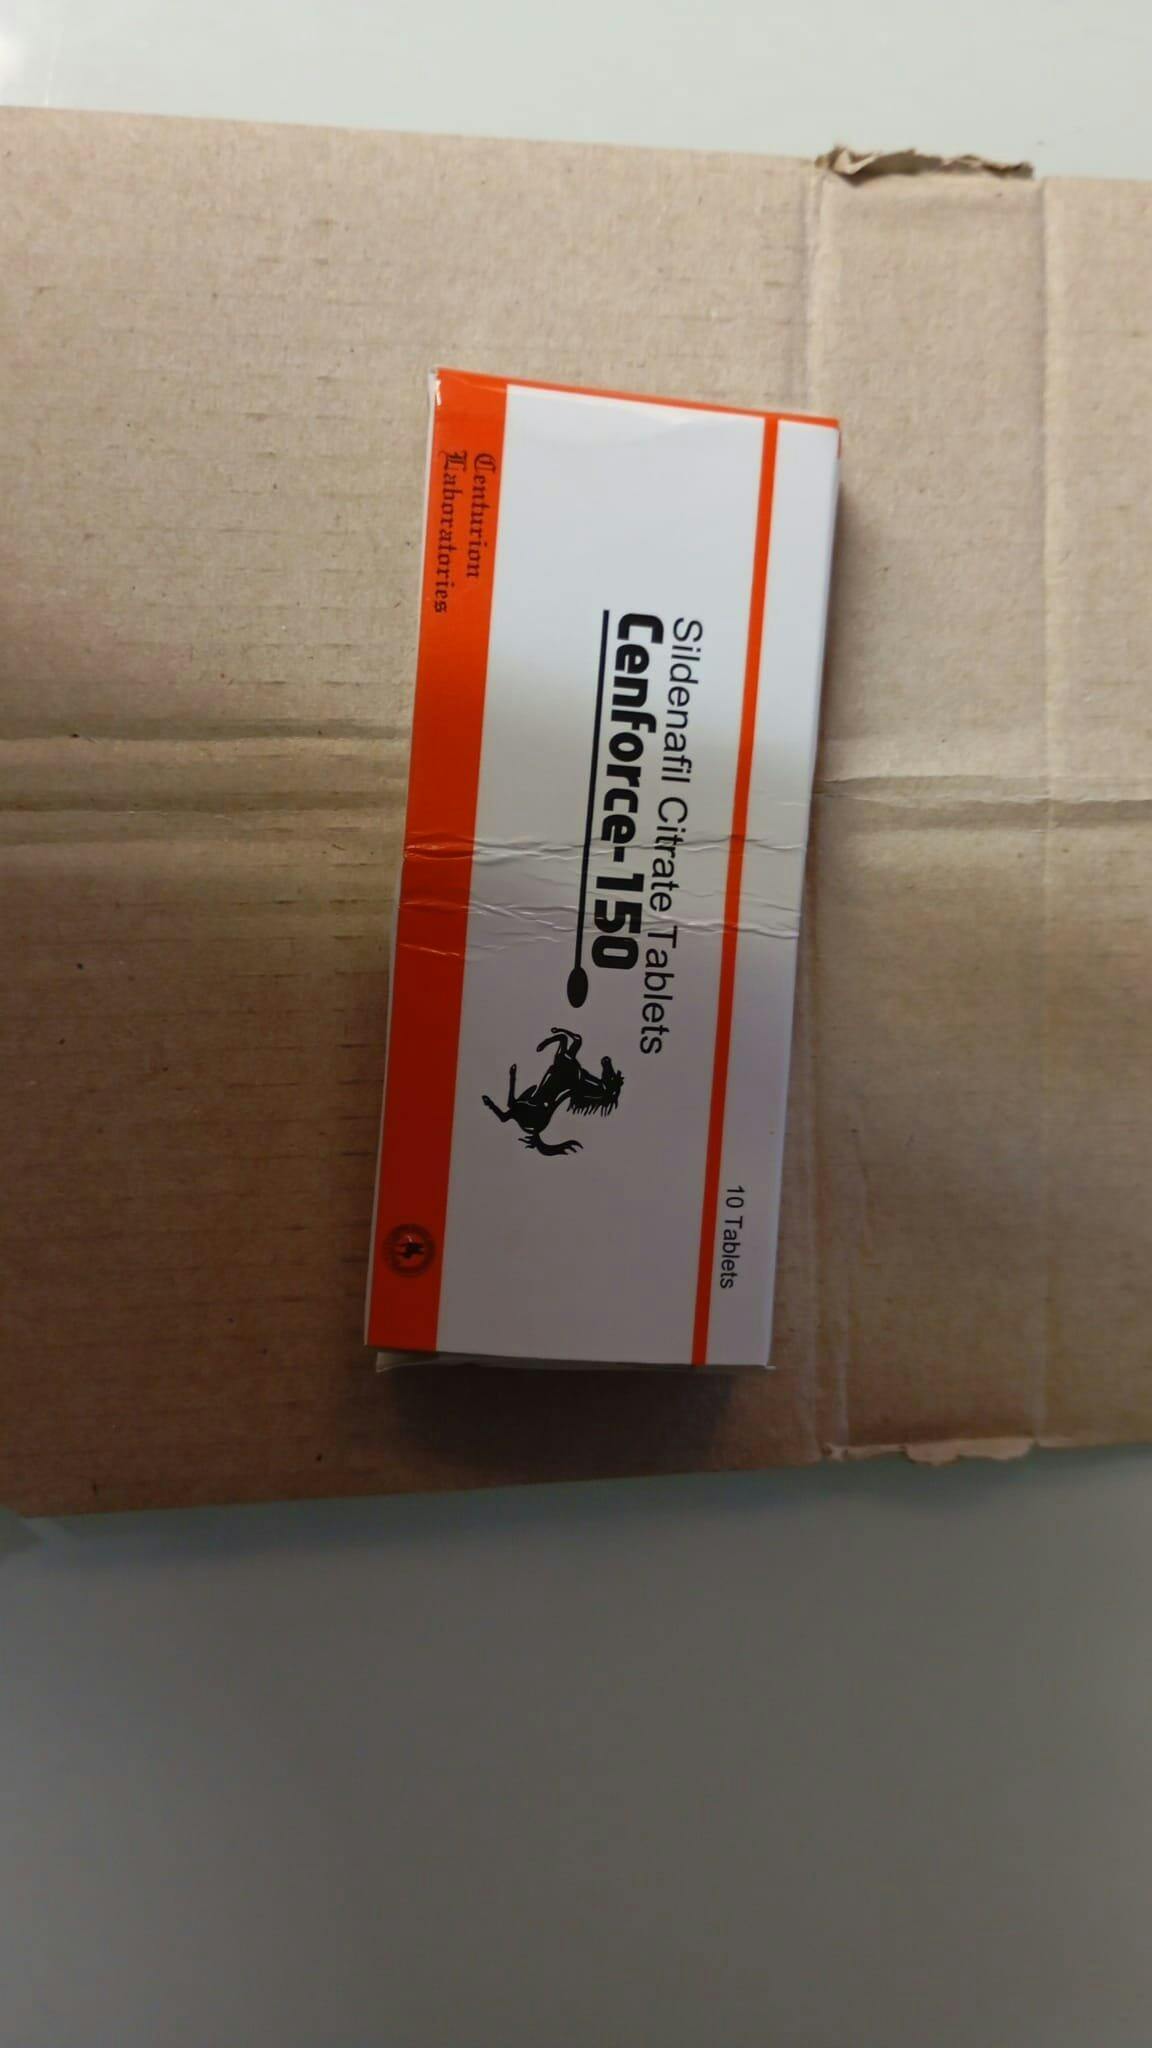 Sildenafil Citrate Tablets
Cenforce-150
10 Tablets
Centurion
Laboratories